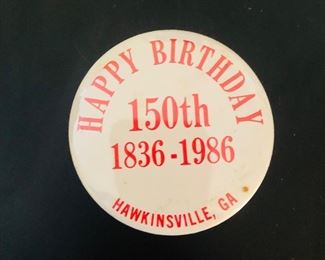 HAPPY BIRTHDAY
150th
1836-1986
HAWKINSVILLE, GA